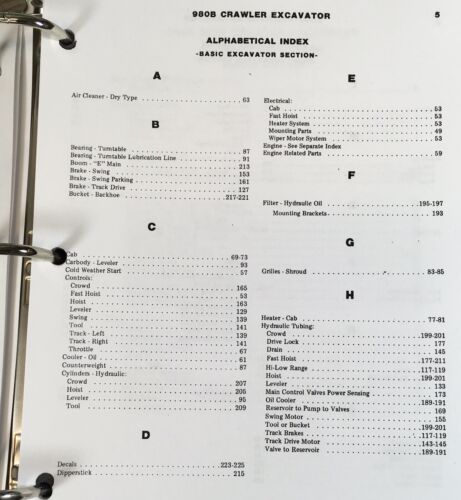 980B CRAWLER EXCAVATOR 5
ALPHABETICAL INDEX
-BASIC EXCAVATOR SECTION-
A
Air Cleaner - Dry Type 63
B
Bearing - Turntable 87
Bearing - Turntable Lubrication Line 91
Boom - "E" Main 213
Brake - Swing 153
Brake - Swing Parking 161
Brake - Track Drive 127
Bucket - Backhoe 217-221
C
Cab 69-73
Carbody - Leveler 93
Cold Weather Start 57
Controls:
Crowd 165
Fast Hoist 53
Hoist 163
Leveler 129
Swing 139
Tool 141
Track - Left 139
Track - Right 141
Throttle 67
Cooler - Oil 61
Counterweight 87
Cylinders - Hydraulic:
Crowd 207
Hoist 205
Leveler 95
Tool 209
D
Decals 223-225
Dipperstick 215
E
Electrical:
Cab 53
Fast Hoist 53
Heater System 53
Mounting Parts 49
Wiper Motor System 53
Engine - See Separate Index
Engine Related Parts 59
F
Filter - Hydraulic Oil 195-197
Mounting Brackets 193
G
Grilles - Shroud 83-85
H
Heater - Cab 77-81
Hydraulic Tubing:
Crowd 199-201
Drive Lock 177
Drain 145
Fast Hoist 177-211
Hi-Low Range 117-119
Hoist 199-201
Leveler 133
Main Control Valves Power Sensing 173
Oil Cooler 189-191
Reservoir to Pump to Valves 169
Swing Motor 155
Tool or Bucket 199-201
Track Brakes 117-119
Track Drive Motor 143-145
Valve to Reservoir 189-191